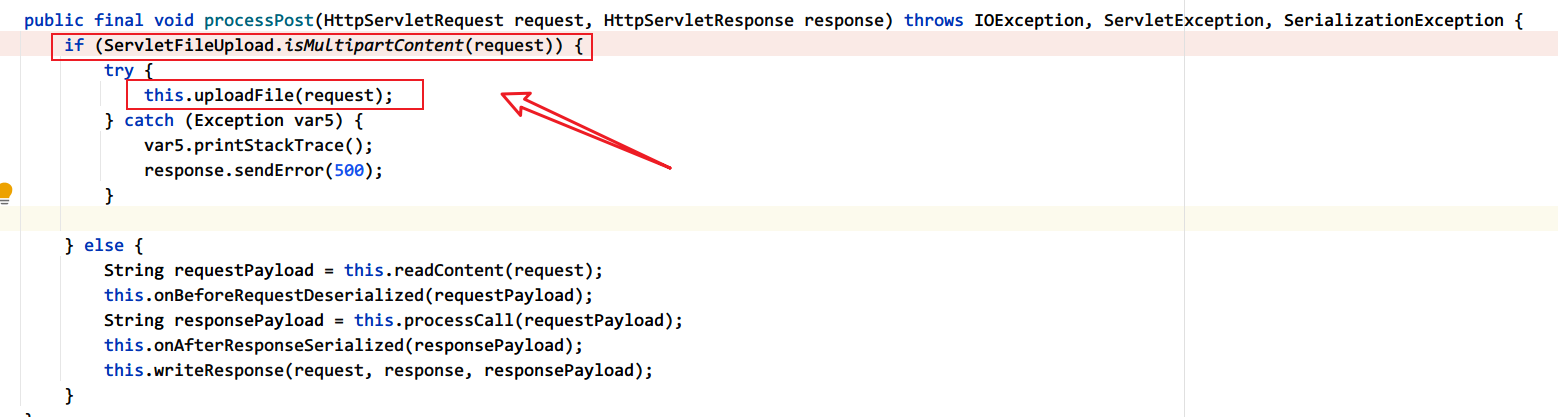 public final void processPost(HttpServletRequest request, HttpServletResponse response) throws IOException, ServletException, SerializationException {
if (ServletFileUpload.isMultipartContent(request)) {
try {
this.uploadFile(request);
} catch (Exception var5) {
var5.printStackTrace();
response.sendError(500);
}
} else {
String requestPayload = this.readContent(request);
this.onBeforeRequestDeserialized(requestPayload);
String responsePayload = this.processCall(requestPayload);
this.onAfterResponseSerialized(responsePayload);
this.writeResponse(request, response, responsePayload);
}